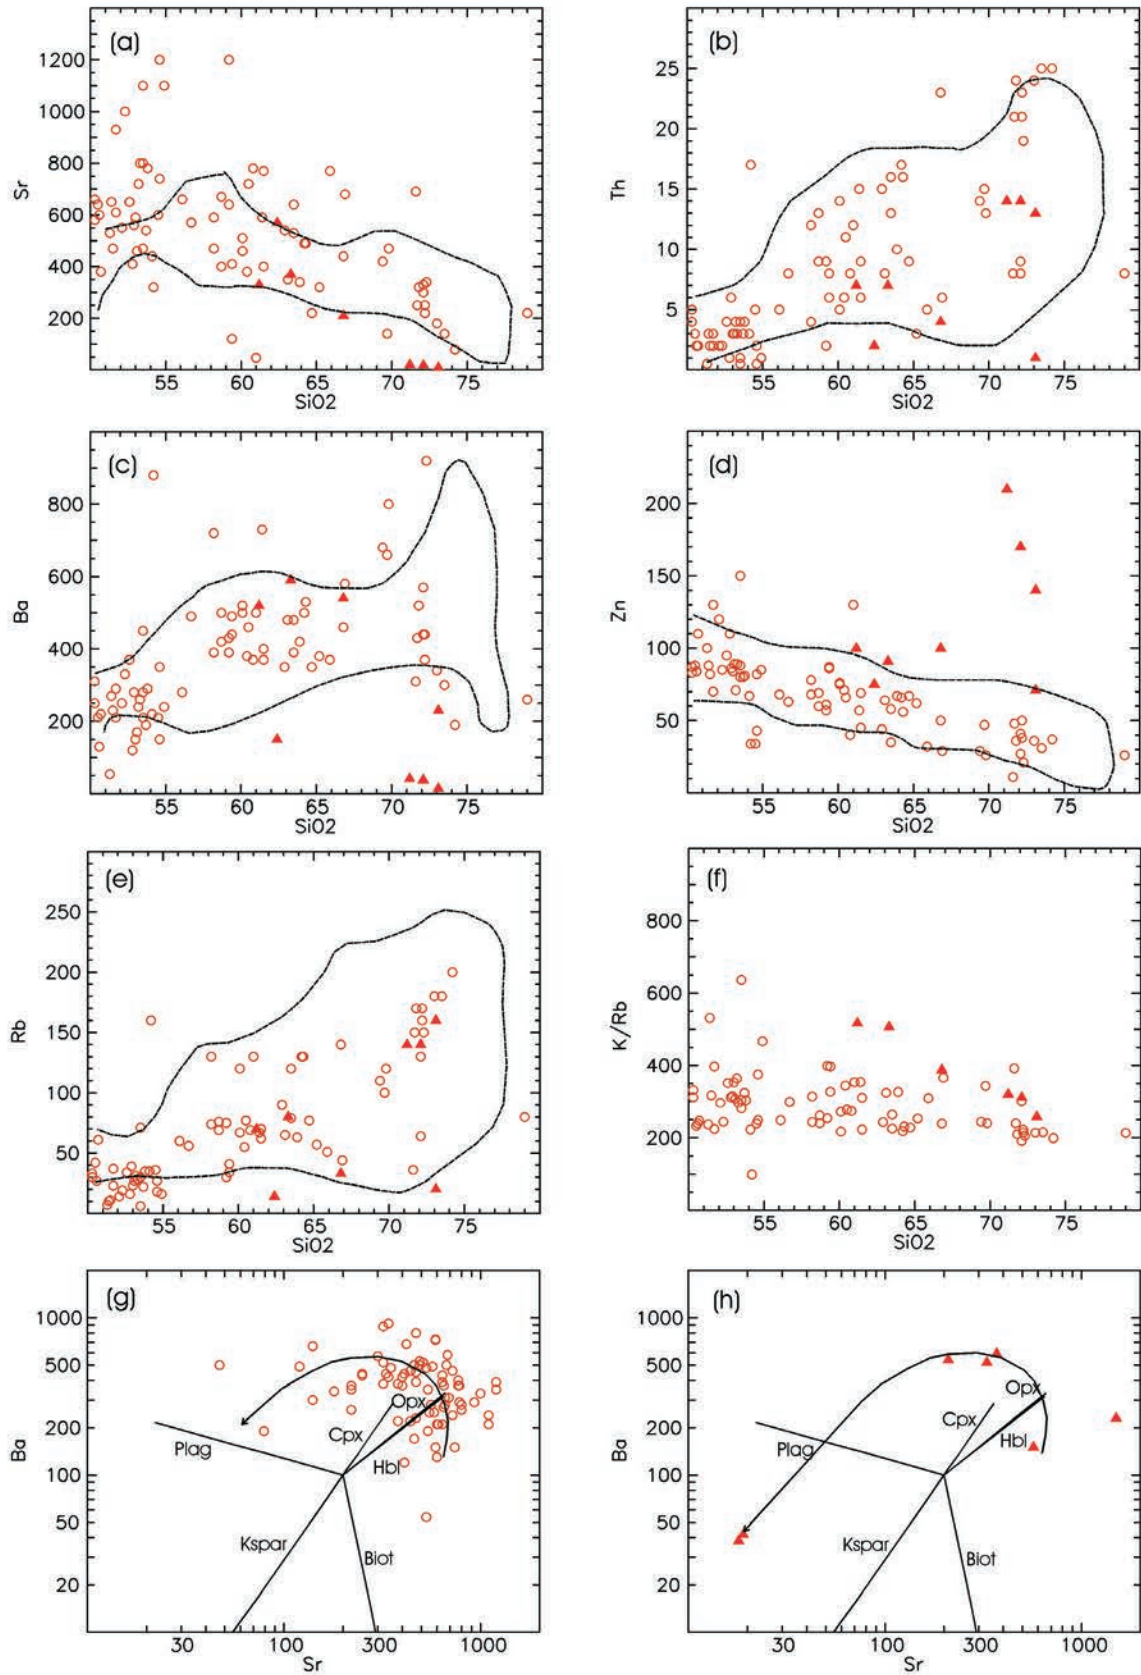 (a)
Sr
1200
1000
800
600
400
200
55 60 65 70 75
SiO2
(b)
Th
25
20
15
10
5
55 60 65 70 75
SiO2
(c)
Ba
800
600
400
200
55 60 65 70 75
SiO2
(d)
Zn
200
150
100
50
55 60 65 70 75
SiO2
(e)
Rb
250
200
150
100
50
55 60 65 70 75
SiO2
(f)
K/Rb
800
600
400
200
55 60 65 70 75
SiO2
(g)
Ba
1000
500
200
100
50
20
Opx
Cpx
Plag
Hbl
Kspar
Biot
30 100 300 1000
Sr
(h)
Ba
1000
500
200
100
50
20
Opx
Cpx
Plag
Hbl
Kspar
Biot
30 100 300 1000
Sr